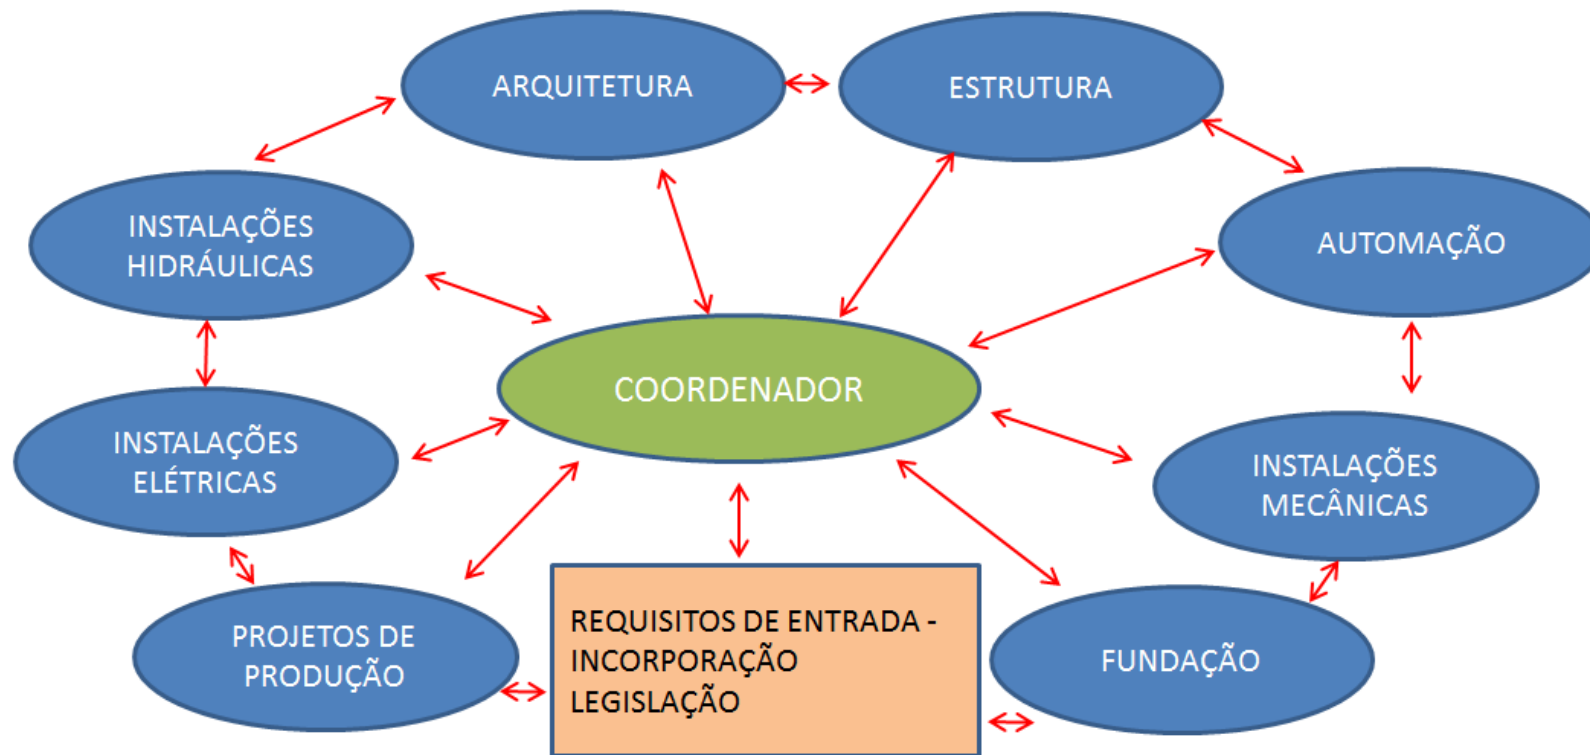 ARQUITETURA
ESTRUTURA
INSTALAÇÕES
HIDRÁULICAS
AUTOMAÇÃO
COORDENADOR
INSTALAÇÕES
ELÉTRICAS
INSTALAÇÕES
MECÂNICAS
PROJETOS DE
PRODUÇÃO
REQUISITOS DE ENTRADA -
INCORPORAÇÃO
LEGISLAÇÃO
FUNDAÇÃO